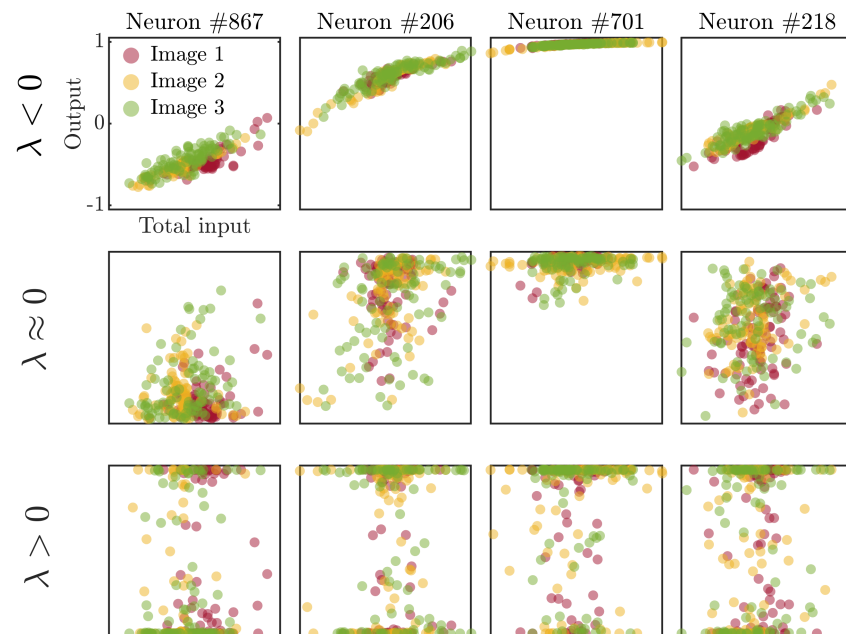 Neuron #867 Neuron #206 Neuron #701 Neuron #218
λ < 0
Output
1
0
-1
Image 1
Image 2
Image 3
Total input
λ ≈ 0
λ > 0